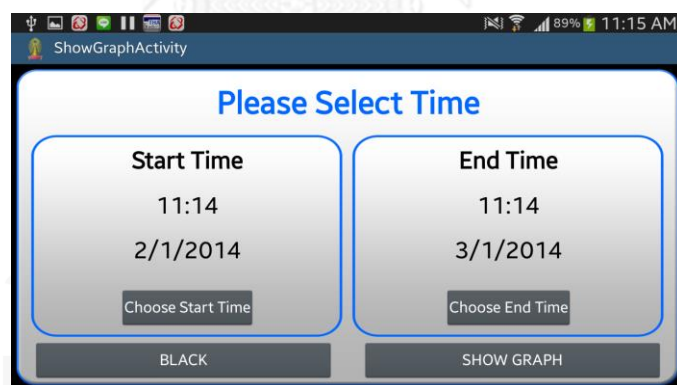 89% 11:15 AM
ShowGraphActivity
Please Select Time
Start Time
11:14
2/1/2014
Choose Start Time
End Time
11:14
3/1/2014
Choose End Time
BLACK
SHOW GRAPH